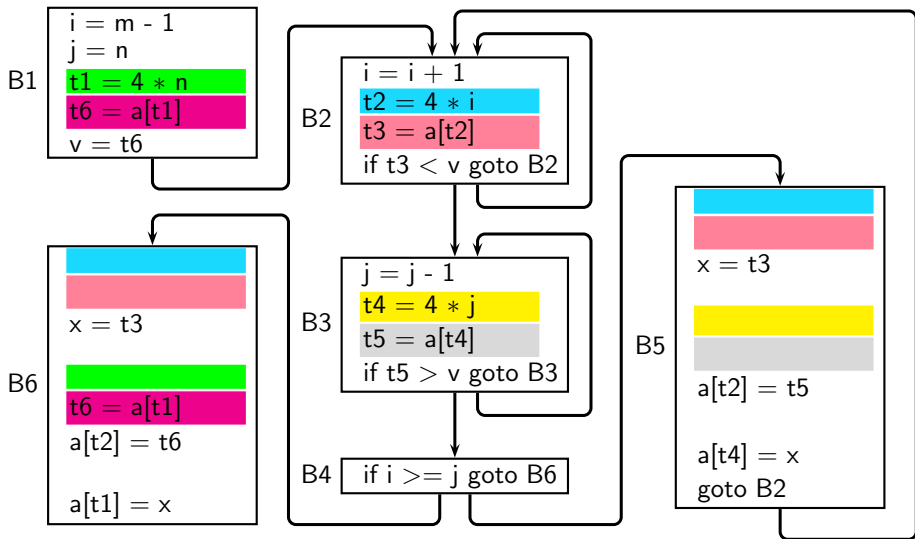 B1
i = m - 1
j = n
t1 = 4 * n
t6 = a[t1]
v = t6
B2
i = i + 1
t2 = 4 * i
t3 = a[t2]
if t3 < v goto B2
B3
j = j - 1
t4 = 4 * j
t5 = a[t4]
if t5 > v goto B3
B4
if i >= j goto B6
B5
x = t3
a[t2] = t5
a[t4] = x
goto B2
B6
x = t3
t6 = a[t1]
a[t2] = t6
a[t1] = x